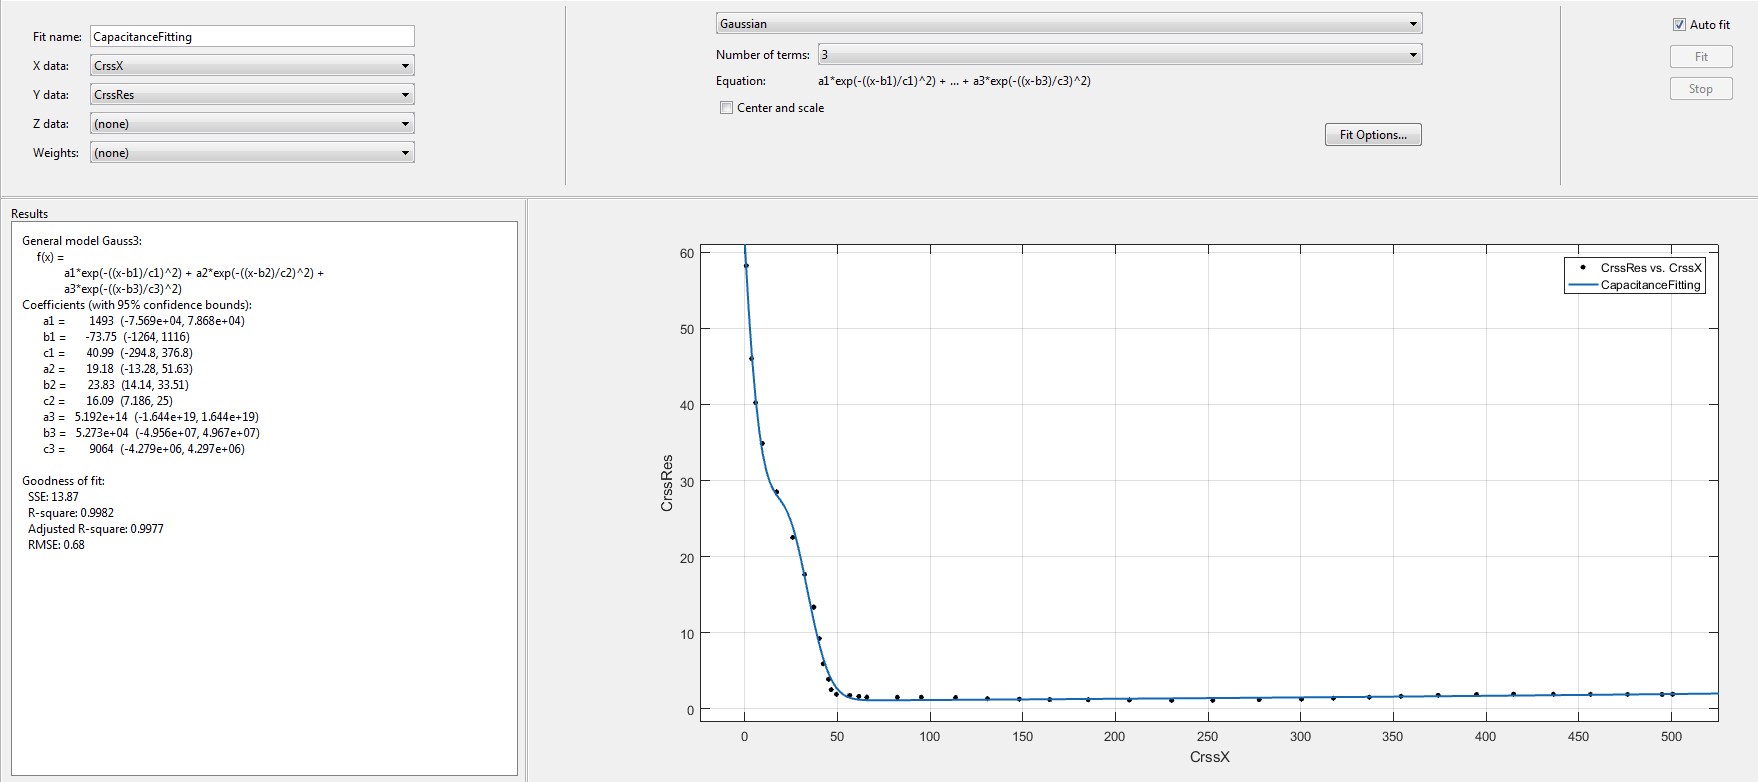 Fit name: CapacitanceFitting
X data: CrssX
Y data: CrssRes
Z data: (none)
Weights: (none)
Gaussian
Number of terms: 3
Equation: a1*exp(-((x-b1)/c1)^2) + ... + a3*exp(-((x-b3)/c3)^2)
Center and scale
Fit Options...
Auto fit
Fit
Stop
Results
General model Gauss3:
f(x) =
a1*exp(-((x-b1)/c1)^2) + a2*exp(-((x-b2)/c2)^2) +
a3*exp(-((x-b3)/c3)^2)
Coefficients (with 95% confidence bounds):
a1 = 1493 (-7.569e+04, 7.868e+04)
b1 = -73.75 (-1264, 1116)
c1 = 40.99 (-294.8, 376.8)
a2 = 19.18 (-13.28, 51.63)
b2 = 23.83 (14.14, 33.51)
c2 = 16.09 (7.186, 25)
a3 = 5.192e+14 (-1.644e+19, 1.644e+19)
b3 = 5.273e+04 (-4.956e+07, 4.967e+07)
c3 = 9064 (-4.279e+06, 4.297e+06)
Goodness of fit:
SSE: 13.87
R-square: 0.9982
Adjusted R-square: 0.9977
RMSE: 0.68
CrssRes vs. CrssX
CapacitanceFitting
60
50
40
30
20
10
0
CrssRes
0 50 100 150 200 250 300 350 400 450 500
CrssX